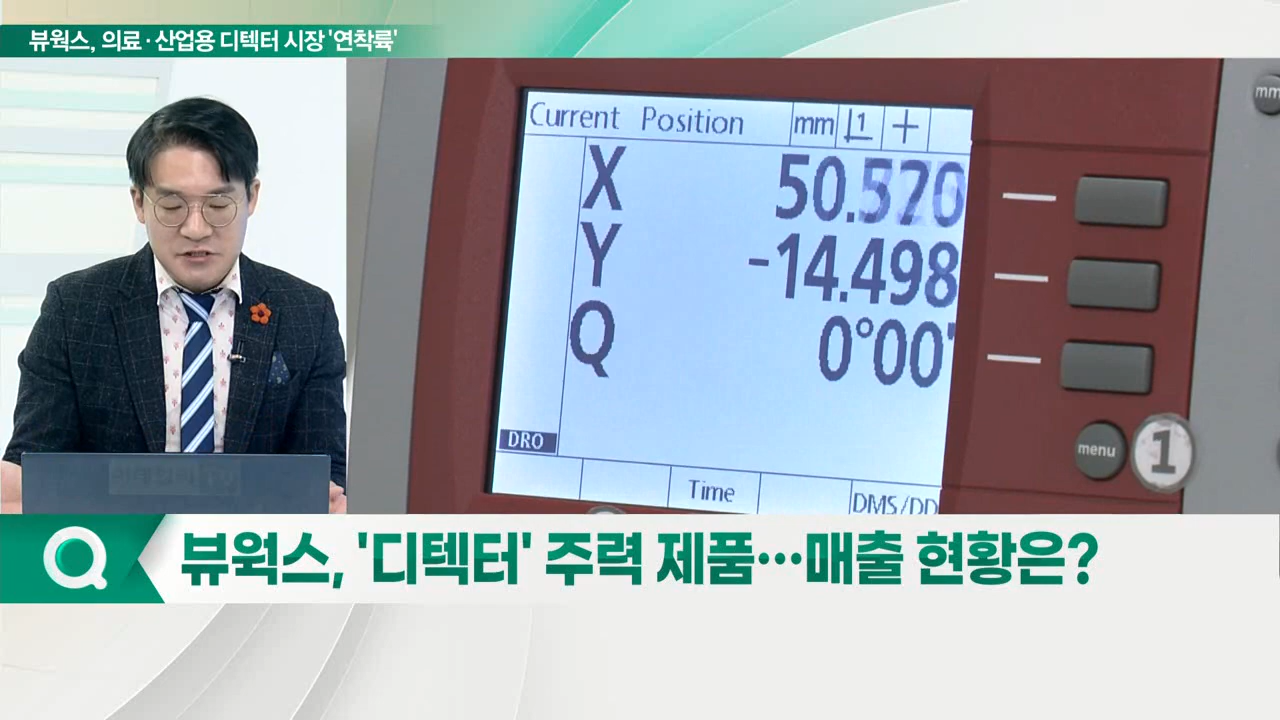 뷰웍스, 의료·산업용 디텍터 시장 '연착륙'
Current Position mm 1 +
mm
X 50.520
Y -14.498
Q 0°00'
DRO
menu 1
Time DMS/DD
Q 뷰웍스, '디텍터' 주력 제품…매출 현황은?